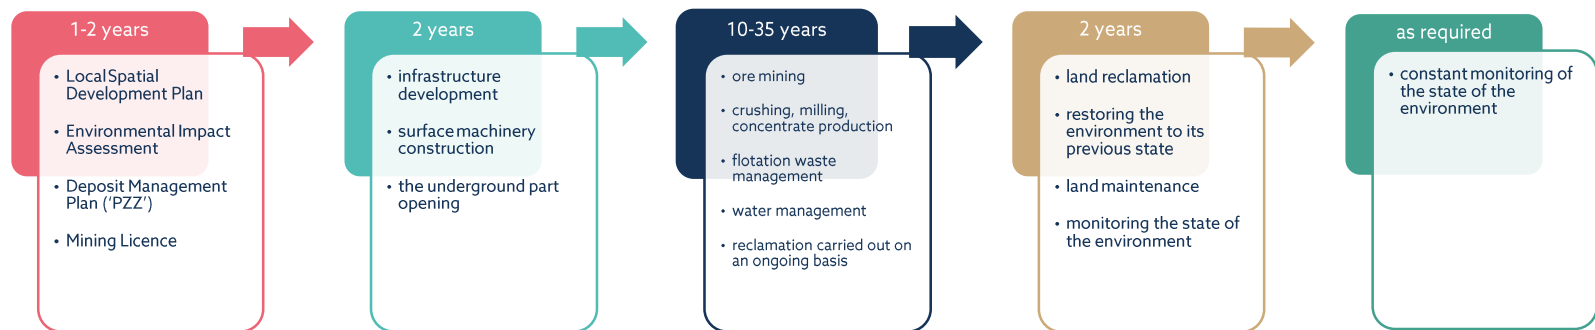 1-2 years
• Local Spatial
Development Plan
• Environmental Impact
Assessment
• Deposit Management
Plan (‘PZZ’)
• Mining Licence
2 years
• infrastructure
development
• surface machinery
construction
• the underground part
opening
10-35 years
• ore mining
• crushing, milling,
concentrate production
• flotation waste
management
• water management
• reclamation carried out on
an ongoing basis
2 years
• land reclamation
• restoring the
environment to its
previous state
• land maintenance
• monitoring the state of
the environment
as required
• constant monitoring of
the state of the
environment